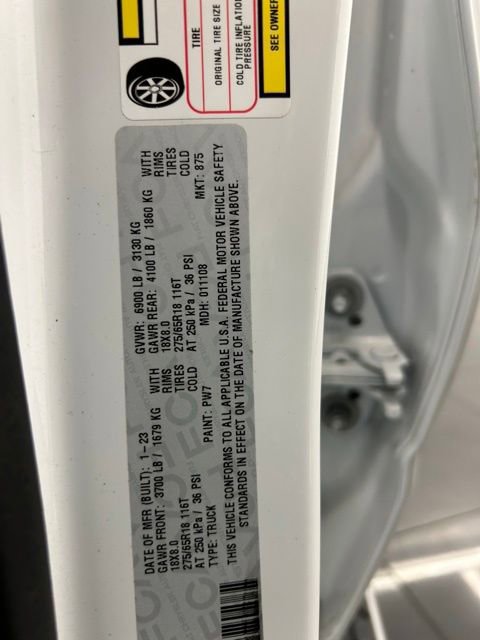 TIRE
ORIGINAL TIRE SIZE
COLD TIRE INFLATION
PRESSURE
SEE OWNER
DATE OF MFR (BUILT): 1-23 GVWR: 6900 LB / 3130 KG
GAWR FRONT: 3700 LB / 1679 KG WITH GAWR REAR: 4100 LB / 1860 KG WITH
18X8.0 RIMS 18X8.0 RIMS
275/65R18 116T TIRES 275/65R18 116T TIRES
AT 250 kPa / 36 PSI COLD AT 250 kPa / 36 PSI COLD
TYPE: TRUCK PAINT: PW7 MDH: 011108 MKT: 875
THIS VEHICLE CONFORMS TO ALL APPLICABLE U.S.A. FEDERAL MOTOR VEHICLE SAFETY
STANDARDS IN EFFECT ON THE DATE OF MANUFACTURE SHOWN ABOVE.